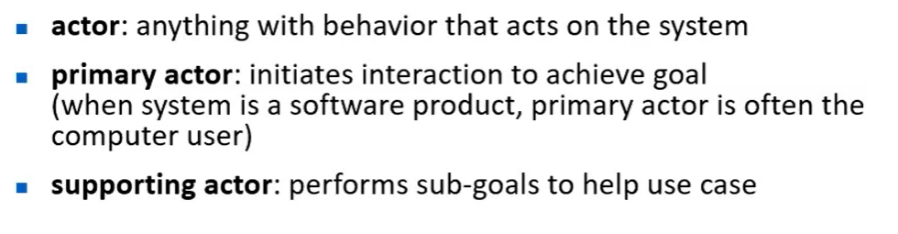 ▪ actor: anything with behavior that acts on the system
▪ primary actor: initiates interaction to achieve goal
(when system is a software product, primary actor is often the
computer user)
▪ supporting actor: performs sub-goals to help use case